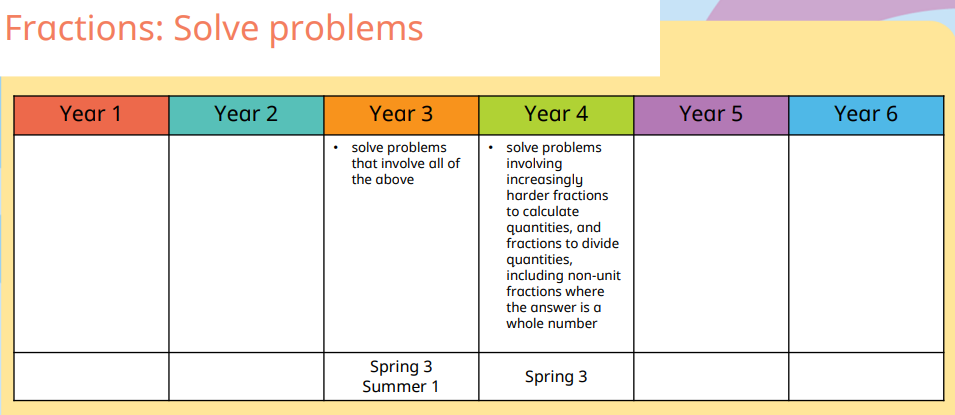 Fractions: Solve problems
Year 1
Year 2
Year 3
Year 4
Year 5
Year 6
• solve problems
that involve all of
the above
• solve problems
involving
increasingly
harder fractions
to calculate
quantities, and
fractions to divide
quantities,
including non-unit
fractions where
the answer is a
whole number
Spring 3
Summer 1
Spring 3